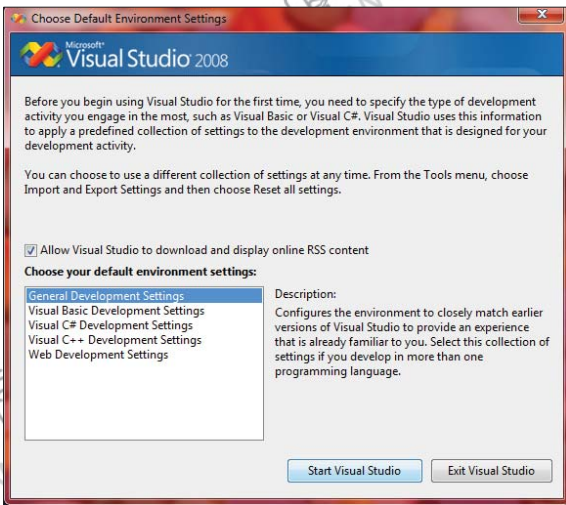 Choose Default Environment Settings
Microsoft®
Visual Studio 2008
Before you begin using Visual Studio for the first time, you need to specify the type of development
activity you engage in the most, such as Visual Basic or Visual C#. Visual Studio uses this information
to apply a predefined collection of settings to the development environment that is designed for your
development activity.
You can choose to use a different collection of settings at any time. From the Tools menu, choose
Import and Export Settings and then choose Reset all settings.
Allow Visual Studio to download and display online RSS content
Choose your default environment settings:
General Development Settings
Visual Basic Development Settings
Visual C# Development Settings
Visual C++ Development Settings
Web Development Settings
Description:
Configures the environment to closely match earlier
versions of Visual Studio to provide an experience
that is already familiar to you. Select this collection of
settings if you develop in more than one
programming language.
Start Visual Studio
Exit Visual Studio